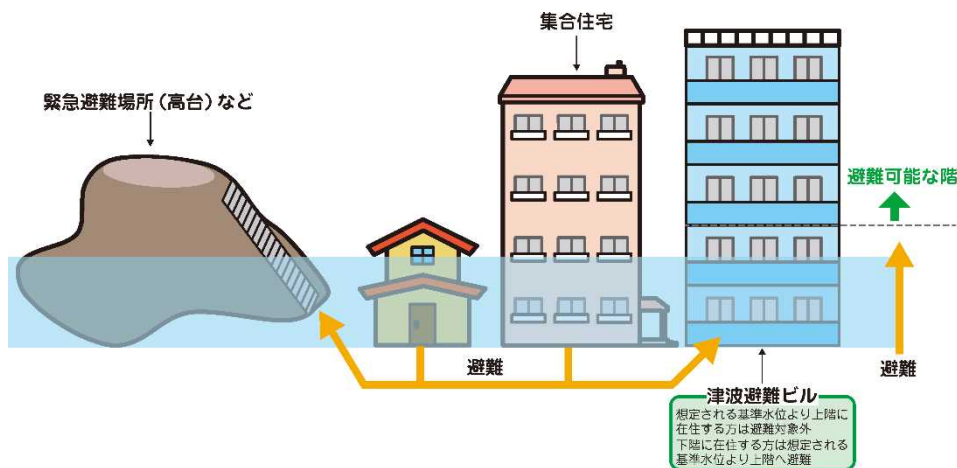 集合住宅
緊急避難場所(高台)など
避難可能な階
避難
避難
津波避難ビル
想定される基準水位より上階に
在住する方は避難対象外
下階に在住する方は想定される
基準水位より上階へ避難